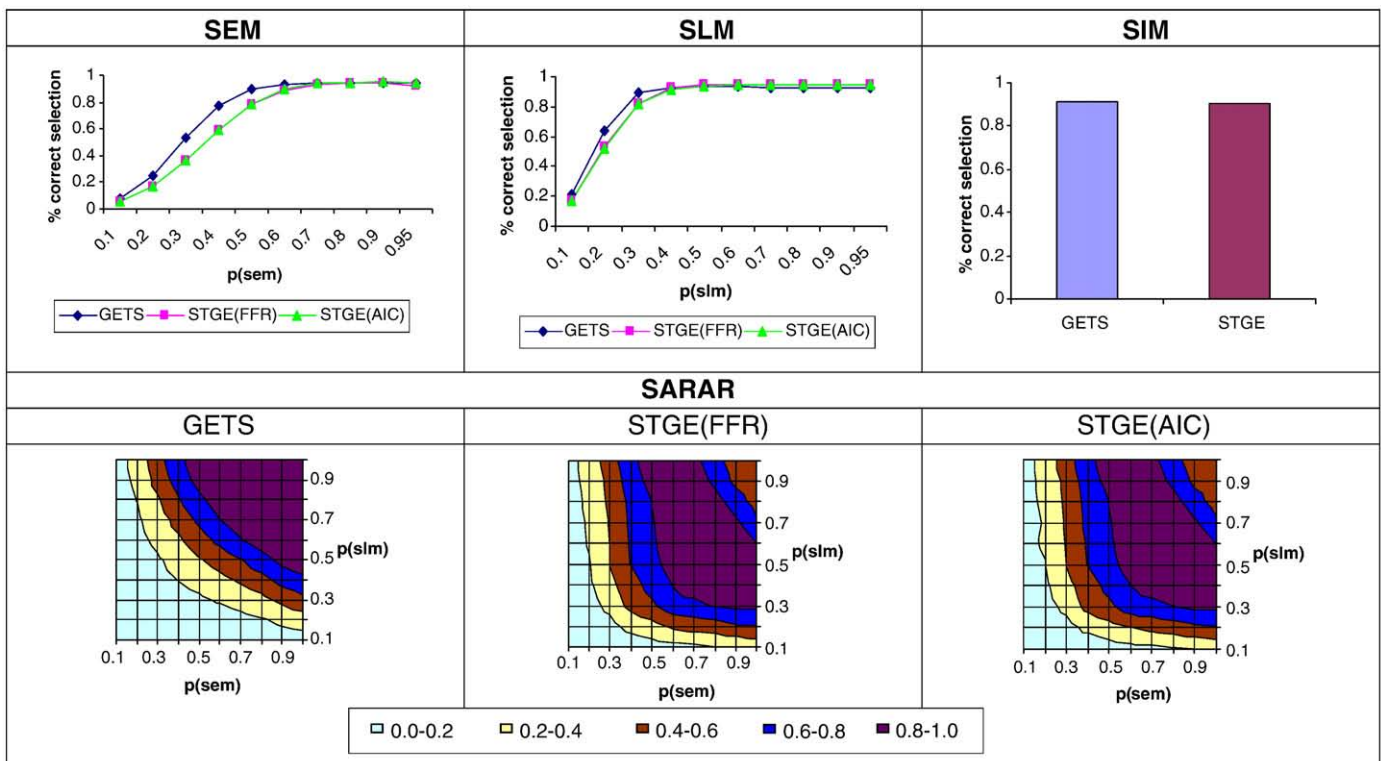 SEM
SLM
SIM
% correct selection
1
0.8
0.6
0.4
0.2
0
0.1 0.2 0.3 0.4 0.5 0.6 0.7 0.8 0.9 0.95
p(sem)
GETS STGE(FFR) STGE(AIC)
% correct selection
1
0.8
0.6
0.4
0.2
0
0.1 0.2 0.3 0.4 0.5 0.6 0.7 0.8 0.9 0.95
p(slm)
GETS STGE(FFR) STGE(AIC)
% correct selection
1
0.8
0.6
0.4
0.2
0
GETS STGE
SARAR
GETS
STGE(FFR)
STGE(AIC)
0.9
0.7
p(slm)
0.5
0.3
0.1
0.1 0.3 0.5 0.7 0.9
p(sem)
0.9
0.7
p(slm)
0.5
0.3
0.1
0.1 0.3 0.5 0.7 0.9
p(sem)
0.9
0.7
p(slm)
0.5
0.3
0.1
0.1 0.3 0.5 0.7 0.9
p(sem)
0.0-0.2 0.2-0.4 0.4-0.6 0.6-0.8 0.8-1.0